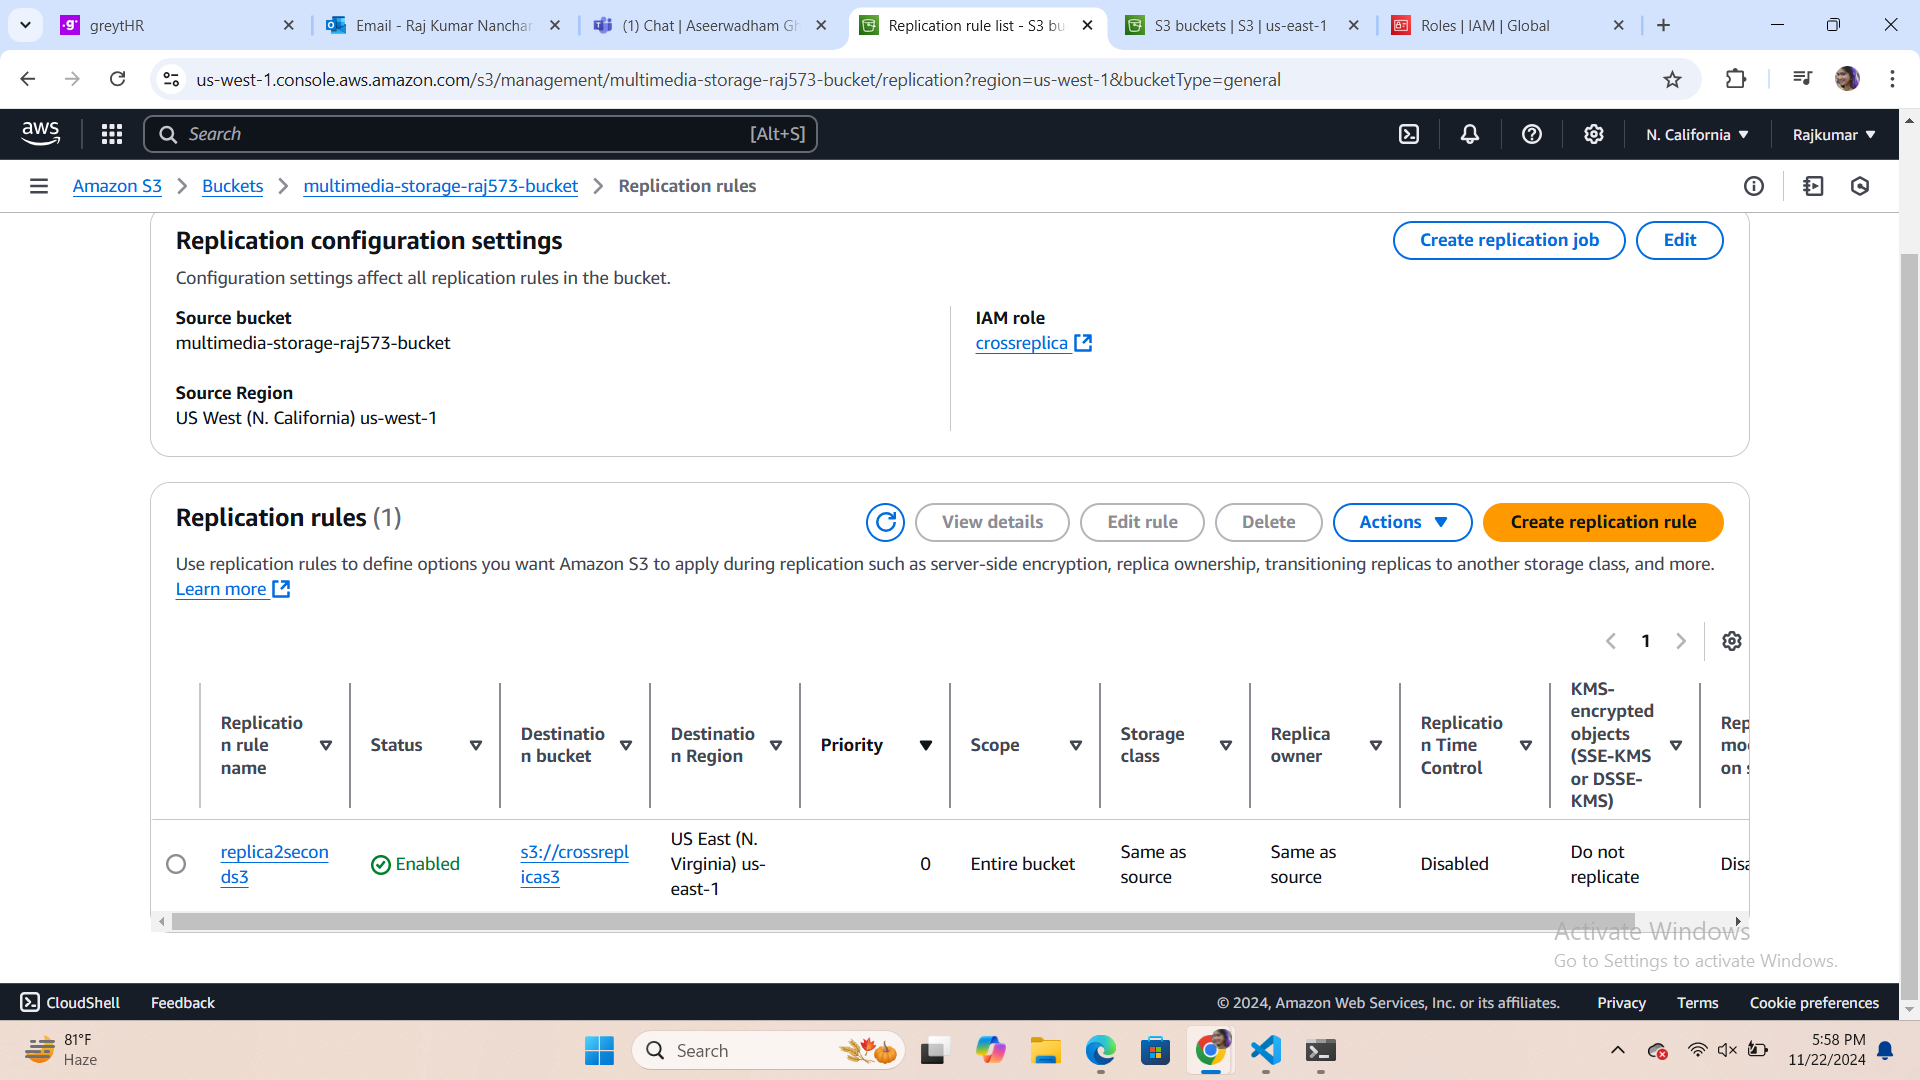 greytHR
Email - Raj Kumar Nanchar
(1) Chat | Aseerwadham Gh
Replication rule list - S3 bu
S3 buckets | S3 | us-east-1
Roles | IAM | Global
us-west-1.console.aws.amazon.com/s3/management/multimedia-storage-raj573-bucket/replication?region=us-west-1&bucketType=general
aws
Search
[Alt+S]
N. California
Rajkumar
Amazon S3
Buckets
multimedia-storage-raj573-bucket
Replication rules
Replication configuration settings
Create replication job
Edit
Configuration settings affect all replication rules in the bucket.
Source bucket
multimedia-storage-raj573-bucket
Source Region
US West (N. California) us-west-1
IAM role
crossreplica
Replication rules (1)
View details
Edit rule
Delete
Actions
Create replication rule
Use replication rules to define options you want Amazon S3 to apply during replication such as server-side encryption, replica ownership, transitioning replicas to another storage class, and more.
Learn more
1
Replicatio
n rule
name
Status
Destinatio
n bucket
Destinatio
n Region
Priority
Scope
Storage
class
Replica
owner
Replicatio
n Time
Control
KMS-
encrypted
objects
(SSE-KMS
or DSSE-
KMS)
Rep
mo
on s
replica2secon
ds3
Enabled
s3://crossrepl
icas3
US East (N.
Virginia) us-
east-1
0
Entire bucket
Same as
source
Same as
source
Disabled
Do not
replicate
Disa
Activate Windows
Go to Settings to activate Windows.
CloudShell
Feedback
© 2024, Amazon Web Services, Inc. or its affiliates.
Privacy
Terms
Cookie preferences
81°F
Haze
Search
5:58 PM
11/22/2024